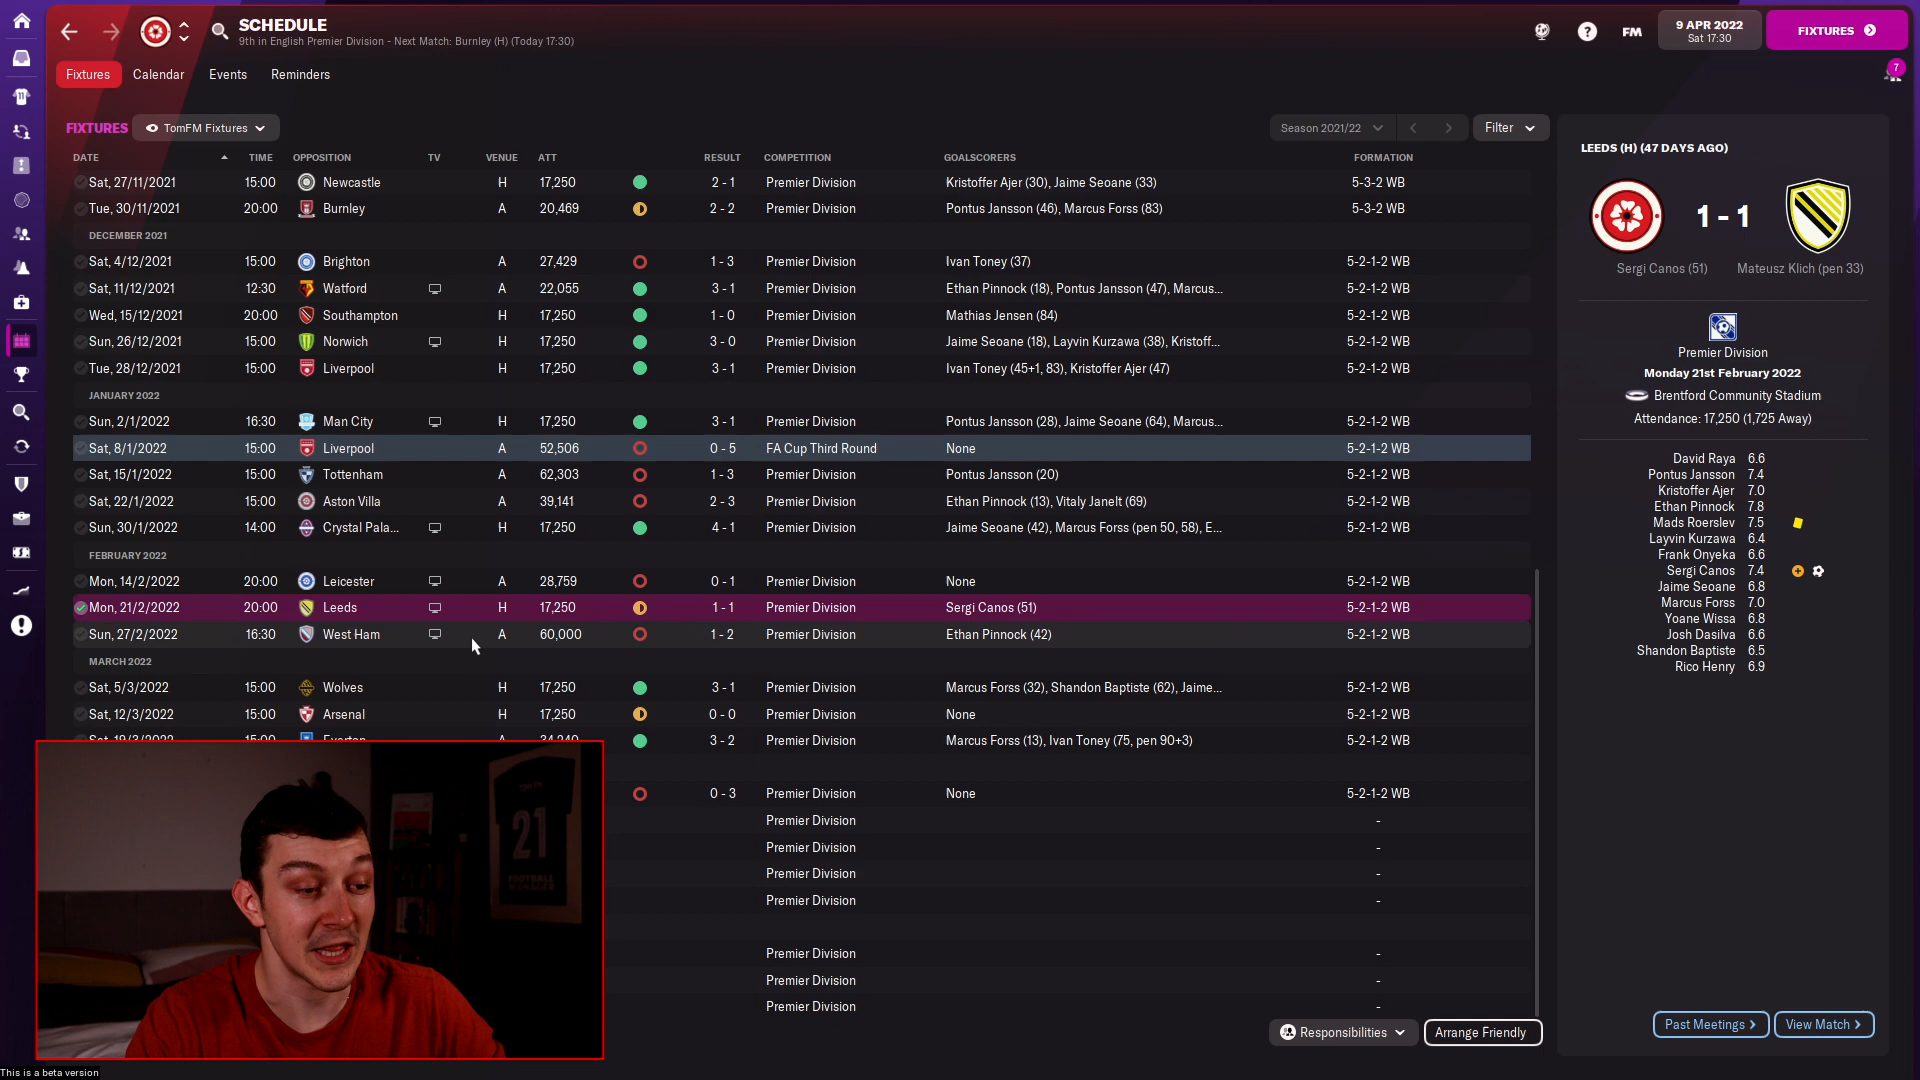 SCHEDULE
9th in English Premier Division - Next Match: Burnley (H) (Today 17:30)
FM
9 APR 2022
Sat 17:30
FIXTURES
7
Fixtures Calendar Events Reminders
FIXTURES TomFM Fixtures Season 2021/22 Filter
DATE TIME OPPOSITION TV VENUE ATT RESULT COMPETITION GOALSCORERS FORMATION
Sat, 27/11/2021 15:00 Newcastle H 17,250 2 - 1 Premier Division Kristoffer Ajer (30), Jaime Seoane (33) 5-3-2 WB
Tue, 30/11/2021 20:00 Burnley A 20,469 2 - 2 Premier Division Pontus Jansson (46), Marcus Forss (83) 5-3-2 WB
DECEMBER 2021
Sat, 4/12/2021 15:00 Brighton A 27,429 1 - 3 Premier Division Ivan Toney (37) 5-2-1-2 WB
Sat, 11/12/2021 12:30 Watford A 22,055 3 - 1 Premier Division Ethan Pinnock (18), Pontus Jansson (47), Marcus... 5-2-1-2 WB
Wed, 15/12/2021 20:00 Southampton H 17,250 1 - 0 Premier Division Mathias Jensen (84) 5-2-1-2 WB
Sun, 26/12/2021 15:00 Norwich H 17,250 3 - 0 Premier Division Jaime Seoane (18), Layvin Kurzawa (38), Kristoff... 5-2-1-2 WB
Tue, 28/12/2021 15:00 Liverpool H 17,250 3 - 1 Premier Division Ivan Toney (45+1, 83), Kristoffer Ajer (47) 5-2-1-2 WB
JANUARY 2022
Sun, 2/1/2022 16:30 Man City H 17,250 3 - 1 Premier Division Pontus Jansson (28), Jaime Seoane (64), Marcus... 5-2-1-2 WB
Sat, 8/1/2022 15:00 Liverpool A 52,506 0 - 5 FA Cup Third Round None 5-2-1-2 WB
Sat, 15/1/2022 15:00 Tottenham A 62,303 1 - 3 Premier Division Pontus Jansson (20) 5-2-1-2 WB
Sat, 22/1/2022 15:00 Aston Villa A 39,141 2 - 3 Premier Division Ethan Pinnock (13), Vitaly Janelt (69) 5-2-1-2 WB
Sun, 30/1/2022 14:00 Crystal Pala... H 17,250 4 - 1 Premier Division Jaime Seoane (42), Marcus Forss (pen 50, 58), E... 5-2-1-2 WB
FEBRUARY 2022
Mon, 14/2/2022 20:00 Leicester A 28,759 0 - 1 Premier Division None 5-2-1-2 WB
Mon, 21/2/2022 20:00 Leeds H 17,250 1 - 1 Premier Division Sergi Canos (51) 5-2-1-2 WB
Sun, 27/2/2022 16:30 West Ham A 60,000 1 - 2 Premier Division Ethan Pinnock (42) 5-2-1-2 WB
MARCH 2022
Sat, 5/3/2022 15:00 Wolves H 17,250 3 - 1 Premier Division Marcus Forss (32), Shandon Baptiste (62), Jaime... 5-2-1-2 WB
Sat, 12/3/2022 15:00 Arsenal H 17,250 0 - 0 Premier Division None 5-2-1-2 WB
Sat, 19/3/2022 15:00 Everton A 34,240 3 - 2 Premier Division Marcus Forss (13), Ivan Toney (75, pen 90+3) 5-2-1-2 WB
0 - 3 Premier Division None 5-2-1-2 WB
Premier Division -
Premier Division -
Premier Division -
Premier Division -
Premier Division -
Premier Division -
Premier Division -
Responsibilities Arrange Friendly
LEEDS (H) (47 DAYS AGO)
1 - 1
Sergi Canos (51) Mateusz Klich (pen 33)
Premier Division
Monday 21st February 2022
Brentford Community Stadium
Attendance: 17,250 (1,725 Away)
David Raya 6.6
Pontus Jansson 7.4
Kristoffer Ajer 7.0
Ethan Pinnock 7.8
Mads Roerslev 7.5
Layvin Kurzawa 6.4
Frank Onyeka 6.6
Sergi Canos 7.4
Jaime Seoane 6.8
Marcus Forss 7.0
Yoane Wissa 6.8
Josh Dasilva 6.6
Shandon Baptiste 6.5
Rico Henry 6.9
Past Meetings View Match
21
FOOTBALL
MANAGER
This is a beta version